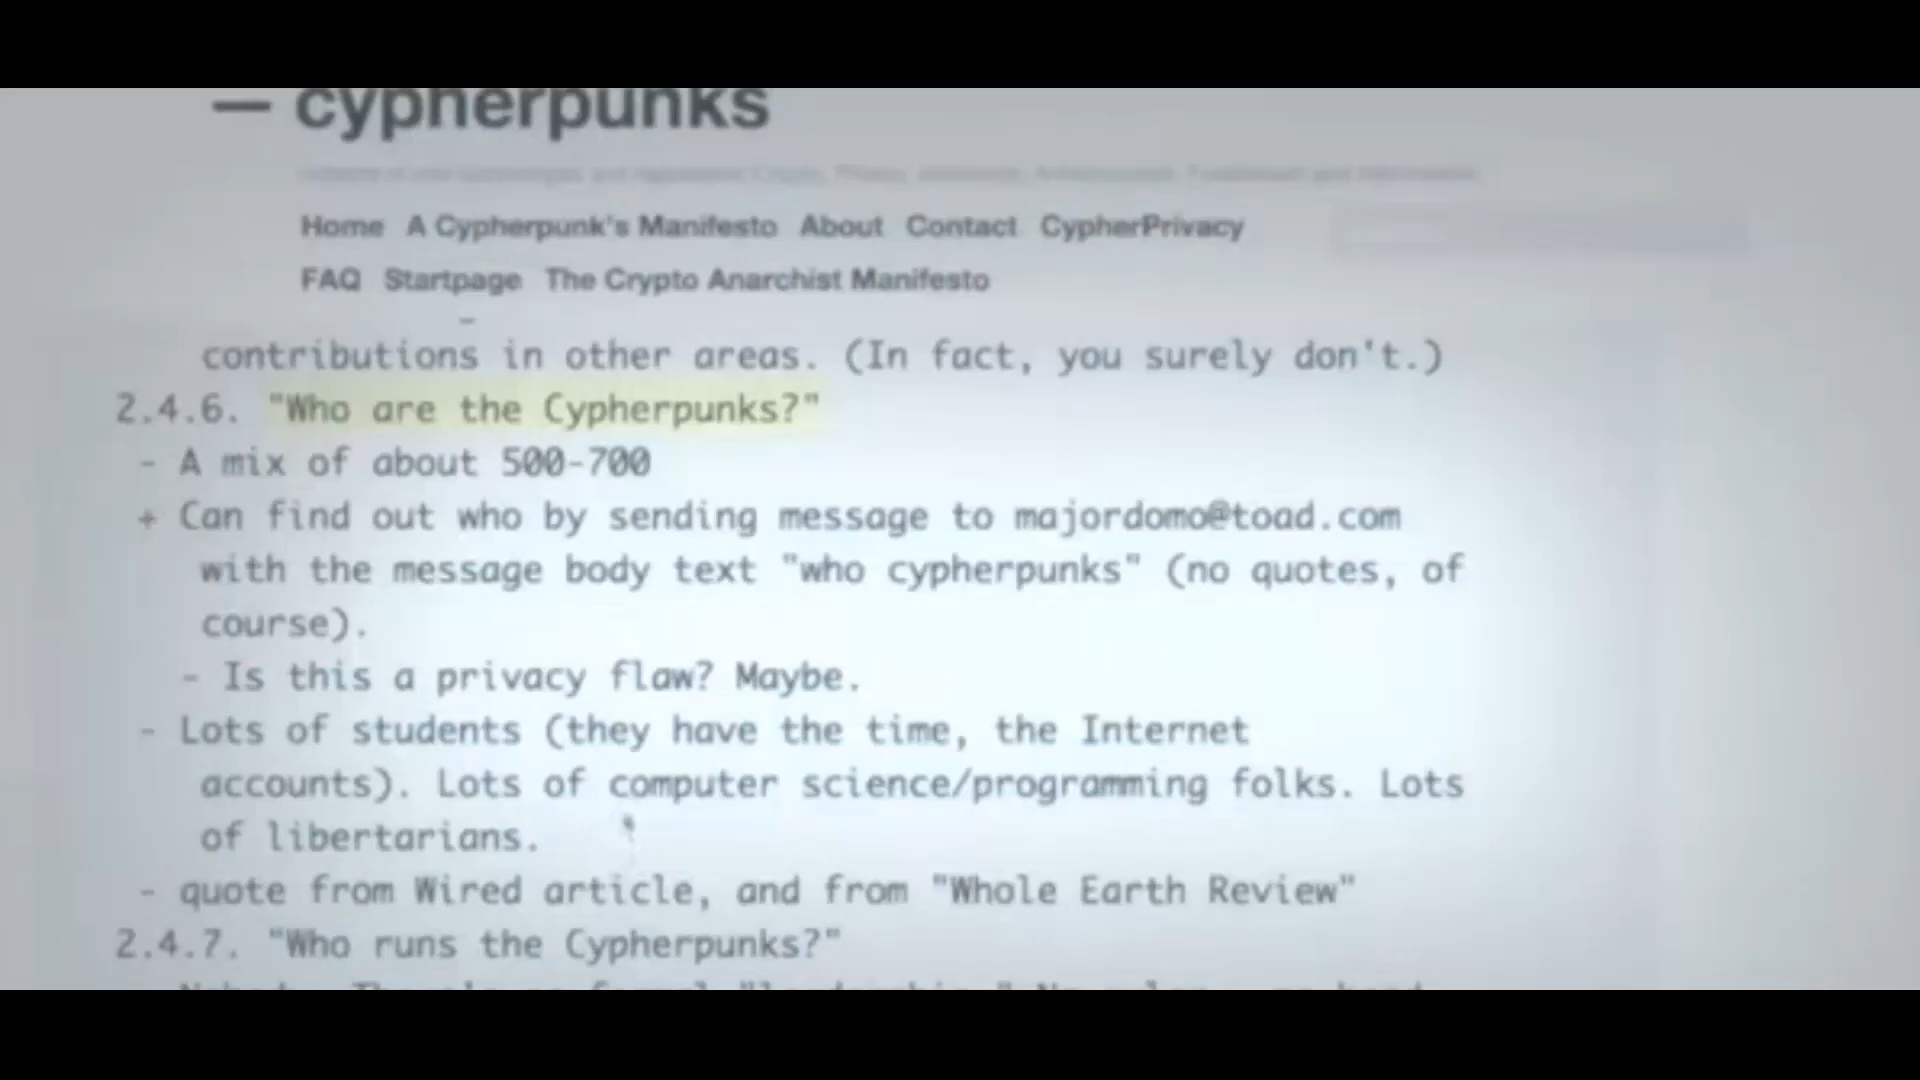 — cypherpunks
Home A Cypherpunk's Manifesto About Contact CypherPrivacy
FAQ Startpage The Crypto Anarchist Manifesto
contributions in other areas. (In fact, you surely don't.)
2.4.6. "Who are the Cypherpunks?"
- A mix of about 500-700
+ Can find out who by sending message to majordomo@toad.com
with the message body text "who cypherpunks" (no quotes, of
course).
- Is this a privacy flaw? Maybe.
- Lots of students (they have the time, the Internet
accounts). Lots of computer science/programming folks. Lots
of libertarians.
- quote from Wired article, and from "Whole Earth Review"
2.4.7. "Who runs the Cypherpunks?"